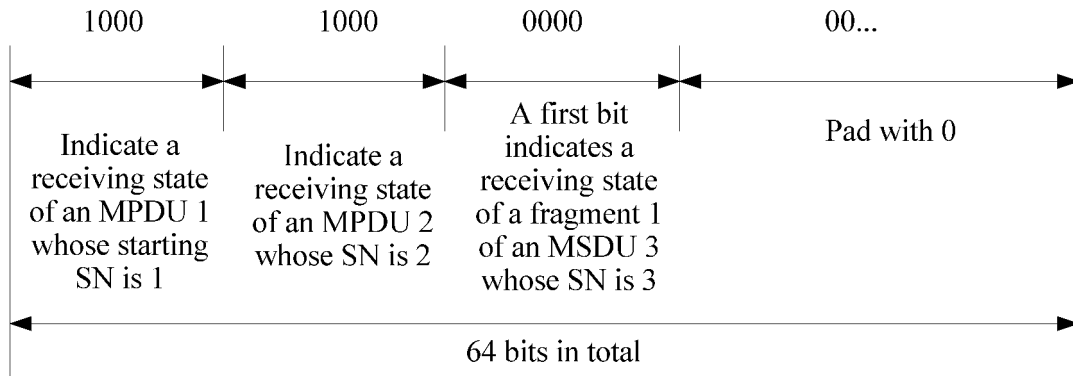 1000 1000 0000 00...
Indicate a
receiving state
of an MPDU 1
whose starting
SN is 1
Indicate a
receiving state
of an MPDU 2
whose SN is 2
A first bit
indicates a
receiving state
of a fragment 1
of an MSDU 3
whose SN is 3
Pad with 0
64 bits in total